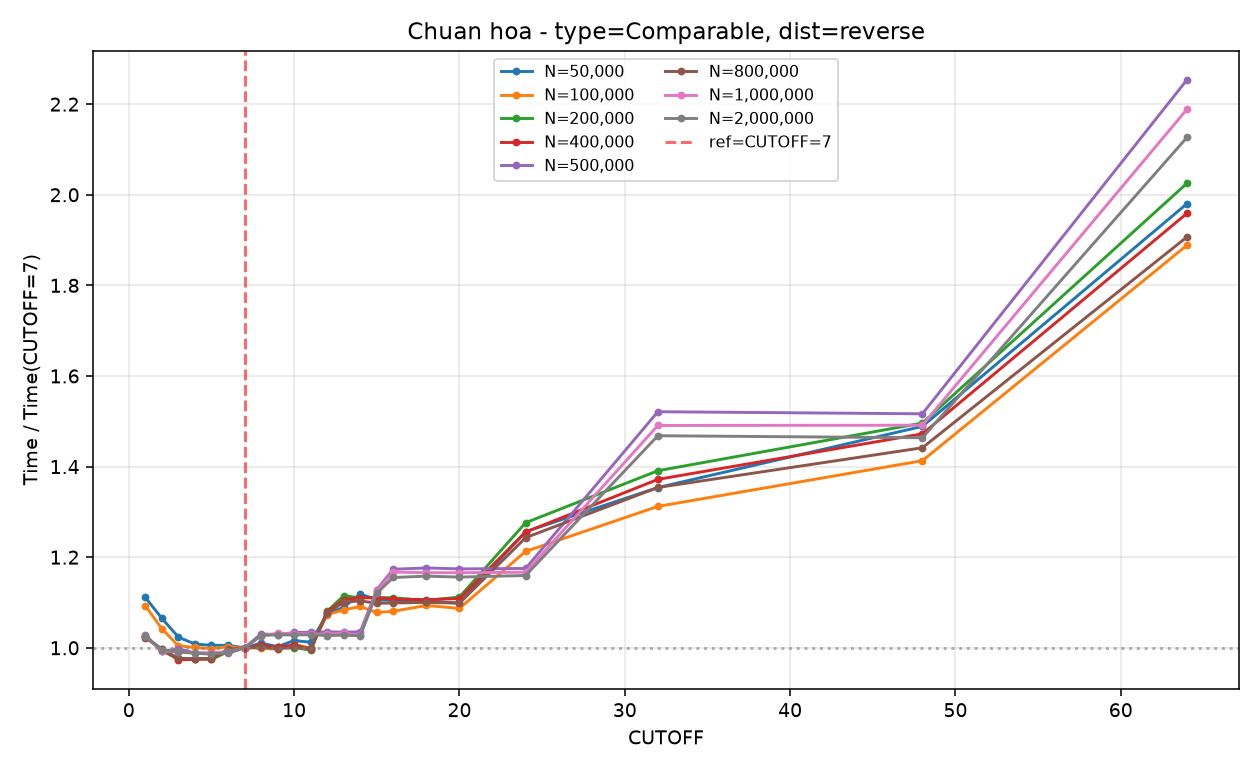 Chuan hoa - type=Comparable, dist=reverse
N=50,000
N=100,000
N=200,000
N=400,000
N=500,000
N=800,000
N=1,000,000
N=2,000,000
ref=CUTOFF=7
Time / Time(CUTOFF=7)
2.2
2.0
1.8
1.6
1.4
1.2
1.0
0
10
20
30
40
50
60
CUTOFF